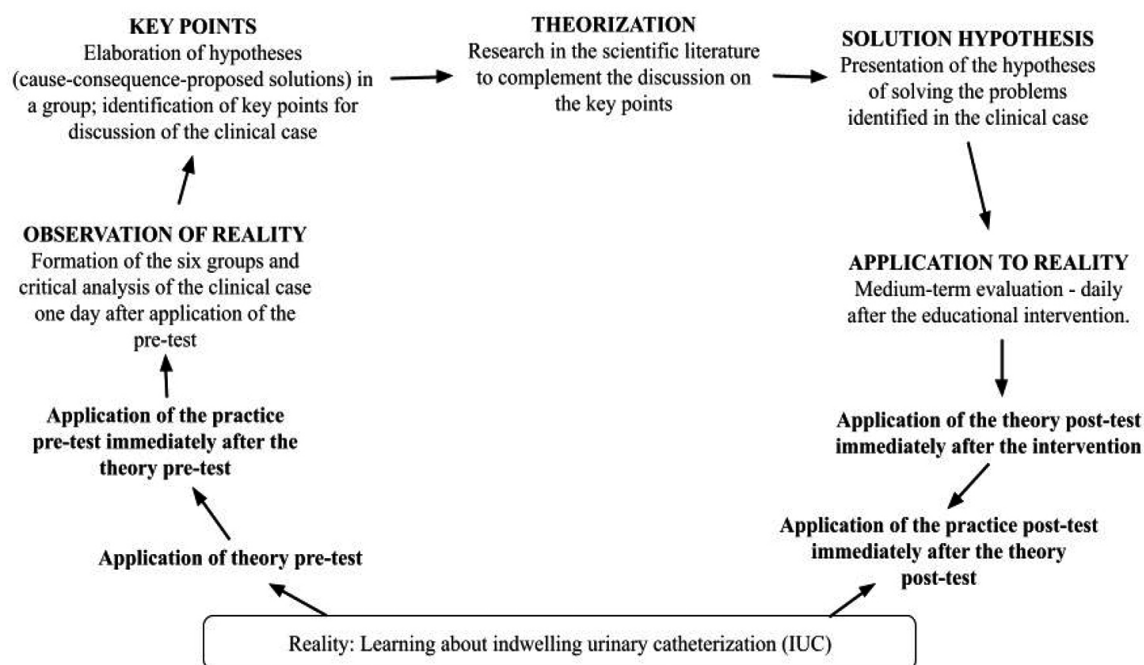 KEY POINTS
Elaboration of hypotheses
(cause-consequence-proposed solutions) in
a group; identification of key points for
discussion of the clinical case
THEORIZATION
Research in the scientific literature
to complement the discussion on
the key points
SOLUTION HYPOTHESIS
Presentation of the hypotheses
of solving the problems
identified in the clinical case
OBSERVATION OF REALITY
Formation of the six groups and
critical analysis of the clinical case
one day after application of the
pre-test
APPLICATION TO REALITY
Medium-term evaluation - daily
after the educational intervention.
Application of the practice
pre-test immediately after the
theory pre-test
Application of the theory post-test
immediately after the intervention
Application of theory pre-test
Application of the practice post-test
immediately after the theory
post-test
Reality: Learning about indwelling urinary catheterization (IUC)